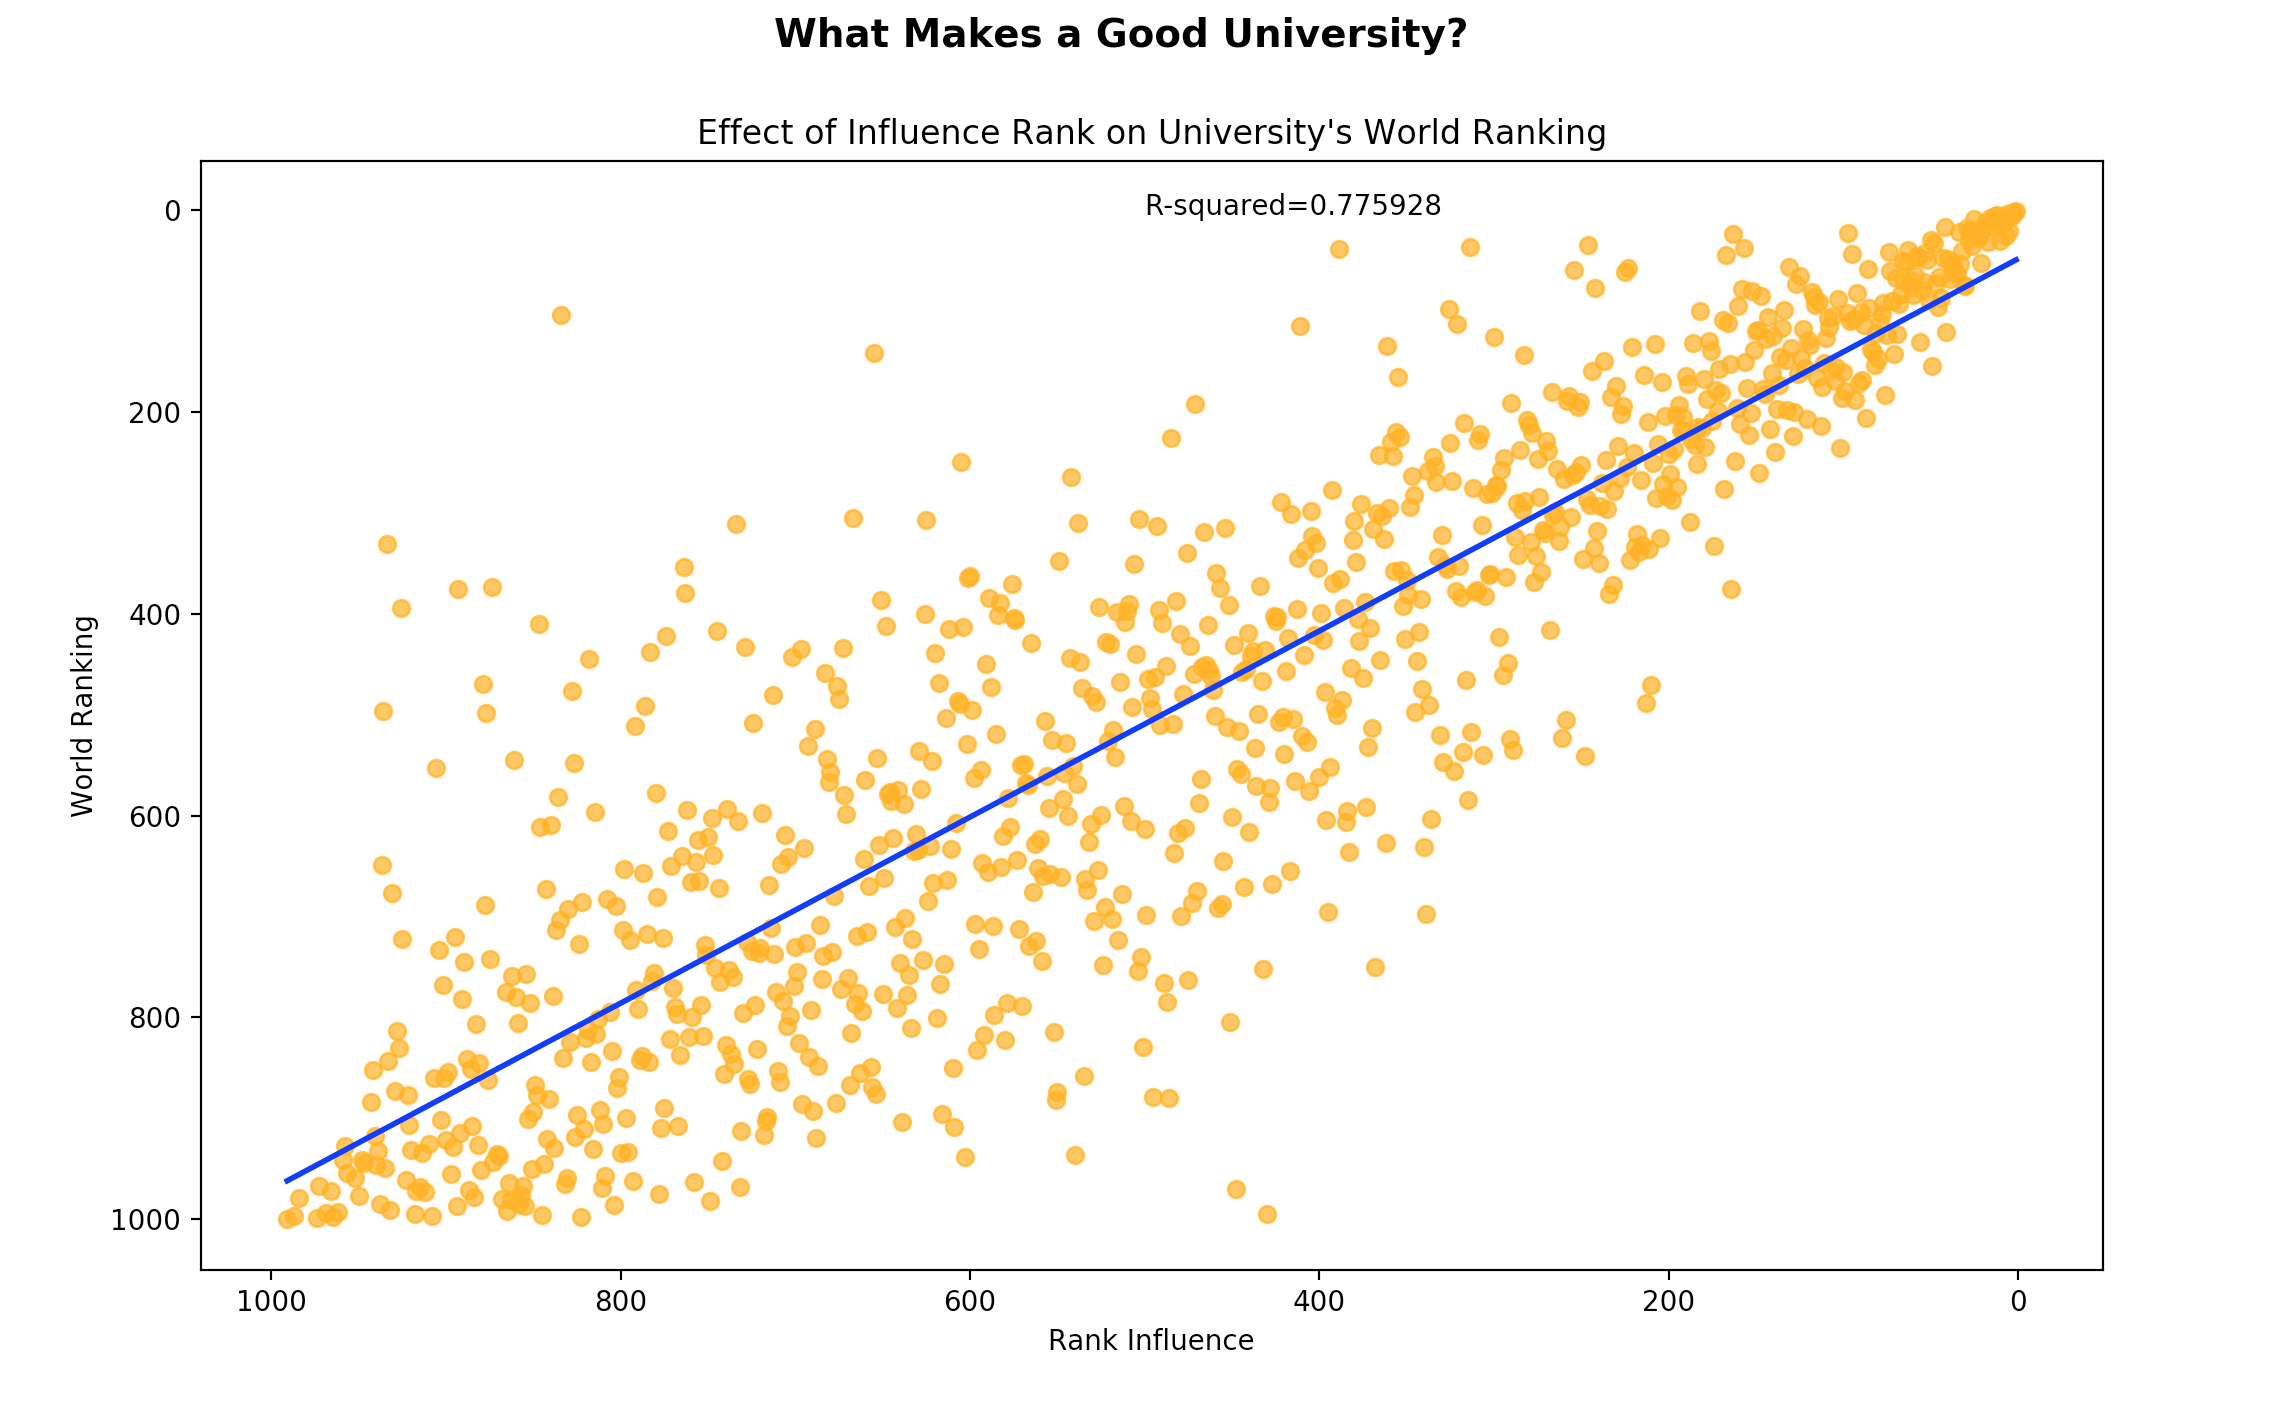 What Makes a Good University?
Effect of Influence Rank on University's World Ranking
R-squared=0.775928
World Ranking
0
200
400
600
800
1000
1000
800
600
400
200
0
Rank Influence